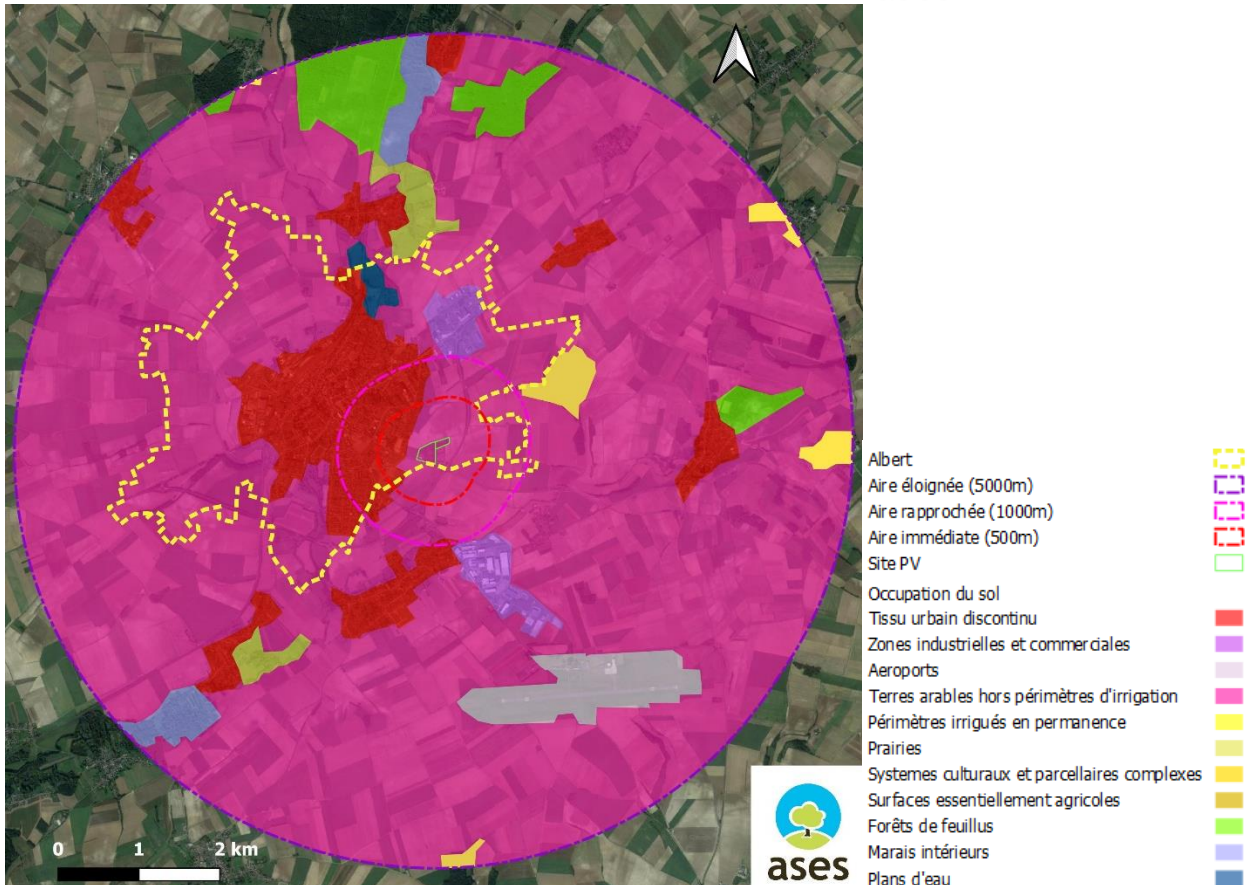 0 1 2 km
ases
Albert
Aire éloignée (5000m)
Aire rapprochée (1000m)
Aire immédiate (500m)
Site PV
Occupation du sol
Tissu urbain discontinu
Zones industrielles et commerciales
Aeroports
Terres arables hors périmètres d'irrigation
Périmètres irrigués en permanence
Prairies
Systemes culturaux et parcellaires complexes
Surfaces essentiellement agricoles
Forêts de feuillus
Marais intérieurs
Plans d'eau